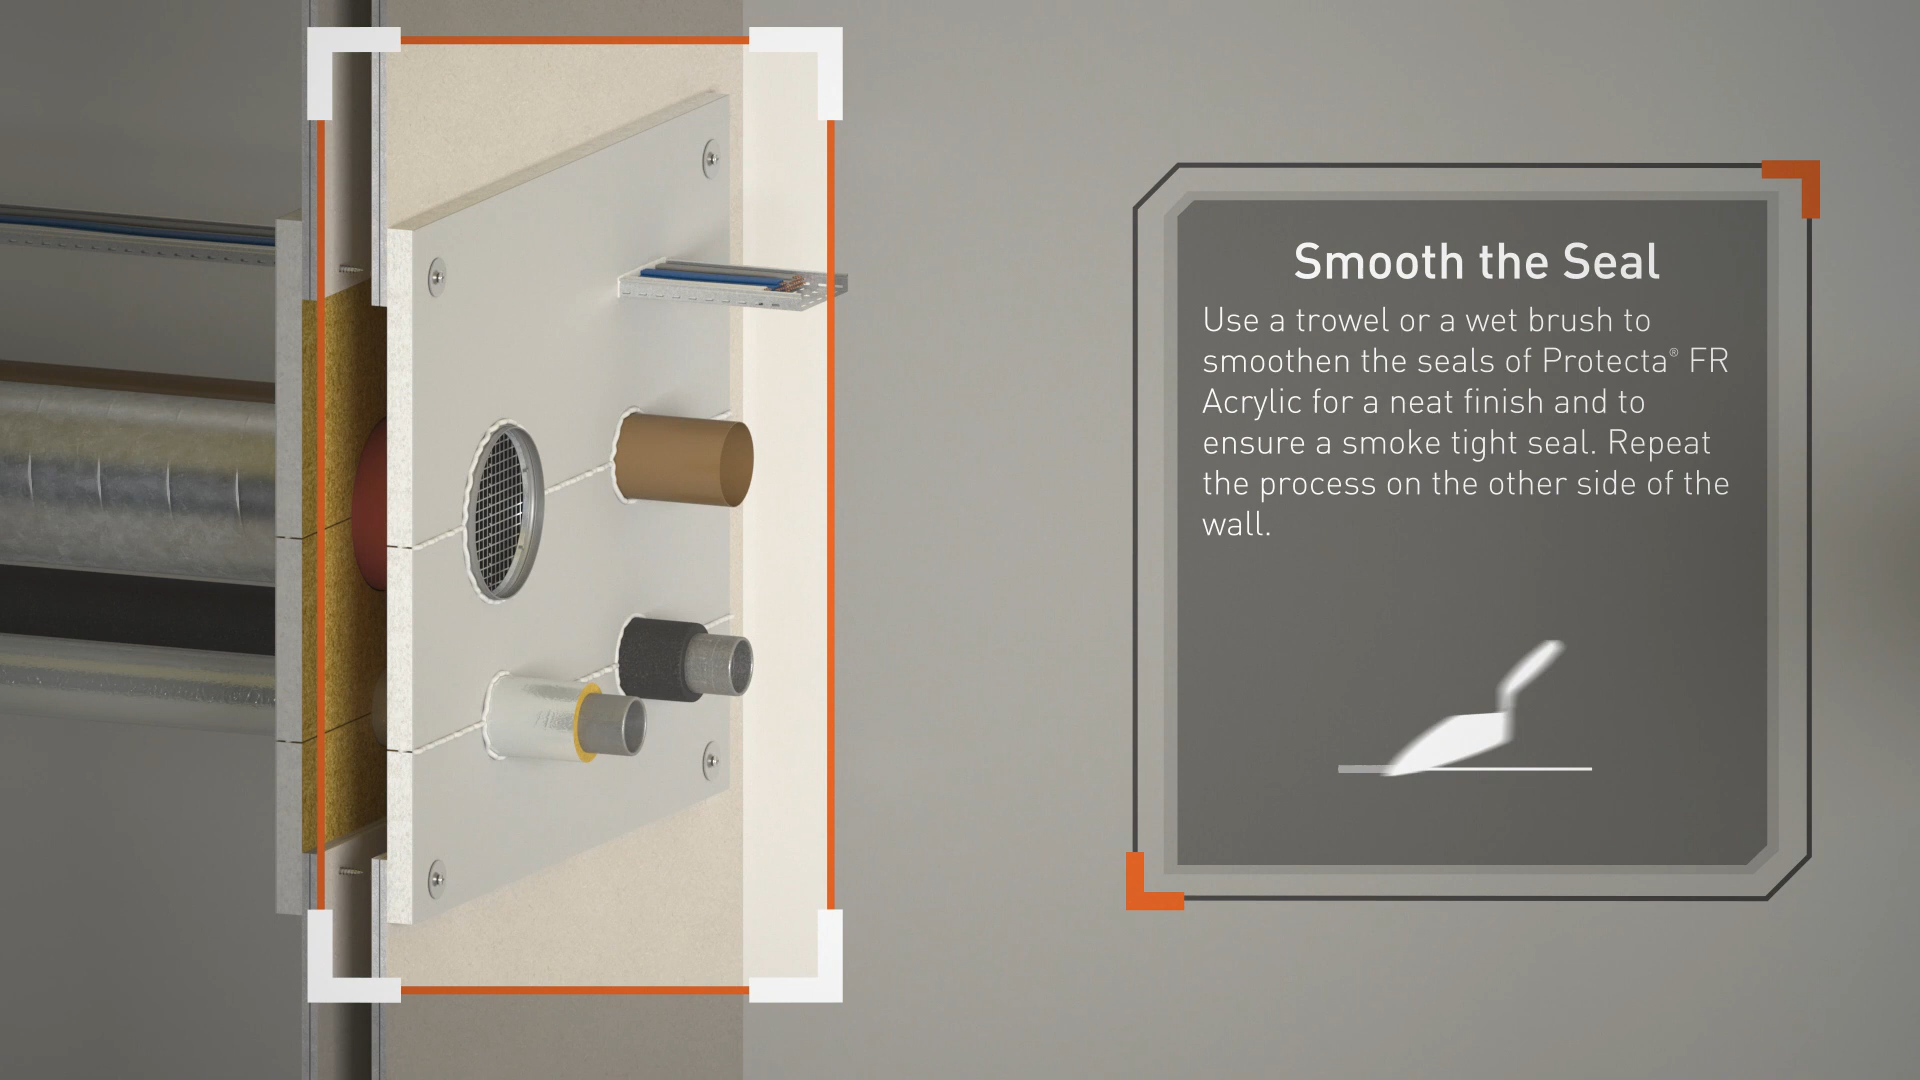 Smooth the Seal
Use a trowel or a wet brush to
smoothen the seals of Protecta® FR
Acrylic for a neat finish and to
ensure a smoke tight seal. Repeat
the process on the other side of the
wall.